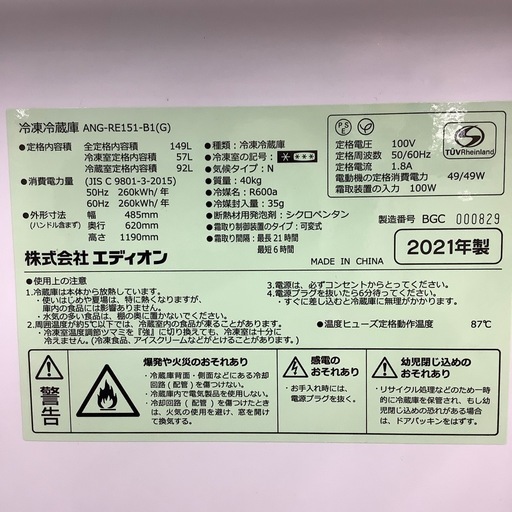 冷凍冷蔵庫 ANG-RE151-B1(G)
●定格内容積 全定格内容積 149L
冷凍室定格内容積 57L
冷蔵室定格内容積 92L
●消費電力量 (JIS C 9801-3-2015)
50Hz 260kWh/年
60Hz 260kWh/年
●外形寸法 幅 485mm
(ハンドル含まず) 奥行 620mm
高さ 1190mm
株式会社 エディオン
●種類：冷凍冷蔵庫
●冷凍室の記号：
●気候タイプ：N
●質量：40kg
●冷媒名：R600a
●冷媒封入量：35g
●断熱材用発泡剤：シクロペンタン
●霜取り制御装置のタイプ：可変式
●霜取り間隔：最長 21時間
最短 6時間
PSE
TÜVRheinland
定格電圧 100V
定格周波数 50/60Hz
定格電流 1.8A
電動機の定格消費電力 49/49W
霜取装置の入力 100W
製造番号 BGC 000829
MADE IN CHINA
2021年製
●使用上の注意
1.冷蔵庫は本体から放熱しています。
・使いはじめや夏場は、特に熱くなりますが、
庫内の食品には影響ありません。
・水気の多い食品は、棚の奥に置かないでください。
2.周囲温度が約5℃以下では、冷蔵室内の食品が凍ることがあります。
・冷凍室温度調節ツマミを『強』に切り換えても、冷凍室は十分に
冷えません。(冷凍食品、アイスクリームなどがとけることがあります。)
3.電源は、必ずコンセントからとってください。
4.電源プラグを抜いたら6分待ってください。
・すぐに差し込むと冷蔵庫に無理がかかります。
●温度ヒューズ定格動作温度 87℃
警告
爆発や火災のおそれあり
・冷蔵庫背面、側面などにある冷却
回路(配管)を傷つけない。
・冷蔵庫内で電気製品を使用しない。
・冷却回路(配管)を傷つけたとき
は、火気の使用を避け、窓を開け
て換気する。
感電の
おそれあり
・お手入れ時には、
電源プラグを抜く。
幼児閉じ込めの
おそれあり
・リサイクル処理などのため一時的
に冷蔵庫を保管され、もし幼
児閉じ込めの恐れがある場合
は、ドアパッキンをはずす。